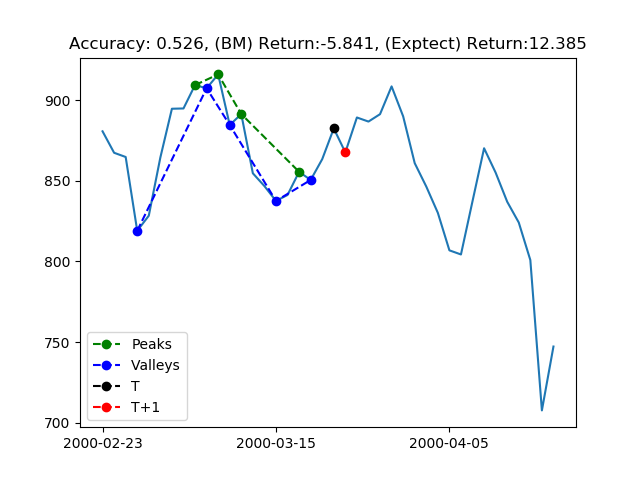 Accuracy: 0.526, (BM) Return:-5.841, (Exptect) Return:12.385
900
850
800
750
700
Peaks
Valleys
T
T+1
2000-02-23
2000-03-15
2000-04-05